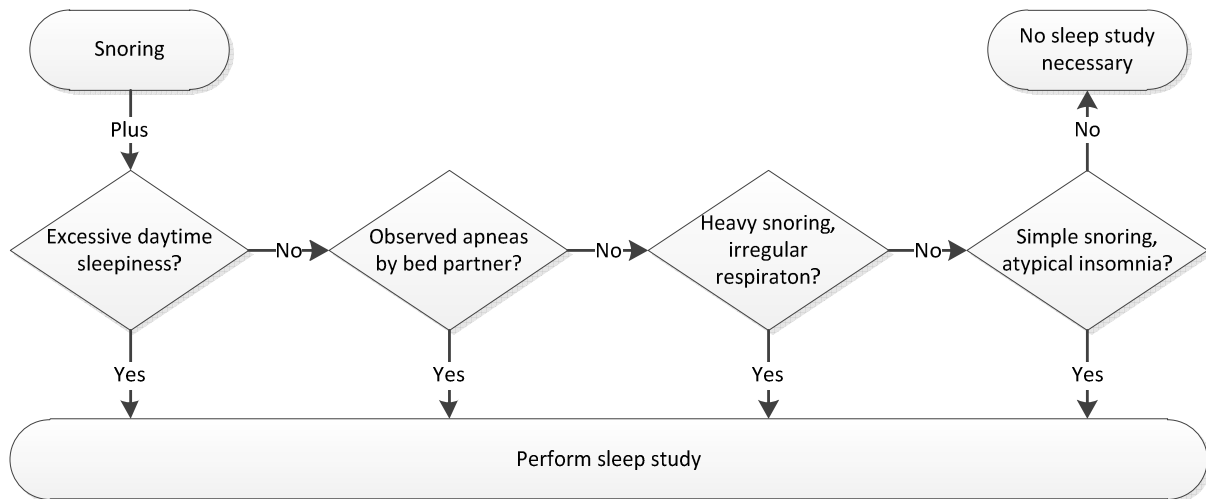 Snoring
No sleep study
necessary
Plus
No
Excessive daytime
sleepiness?
No
Observed apneas
by bed partner?
No
Heavy snoring,
irregular
respiraton?
No
Simple snoring,
atypical insomnia?
Yes
Yes
Yes
Yes
Perform sleep study